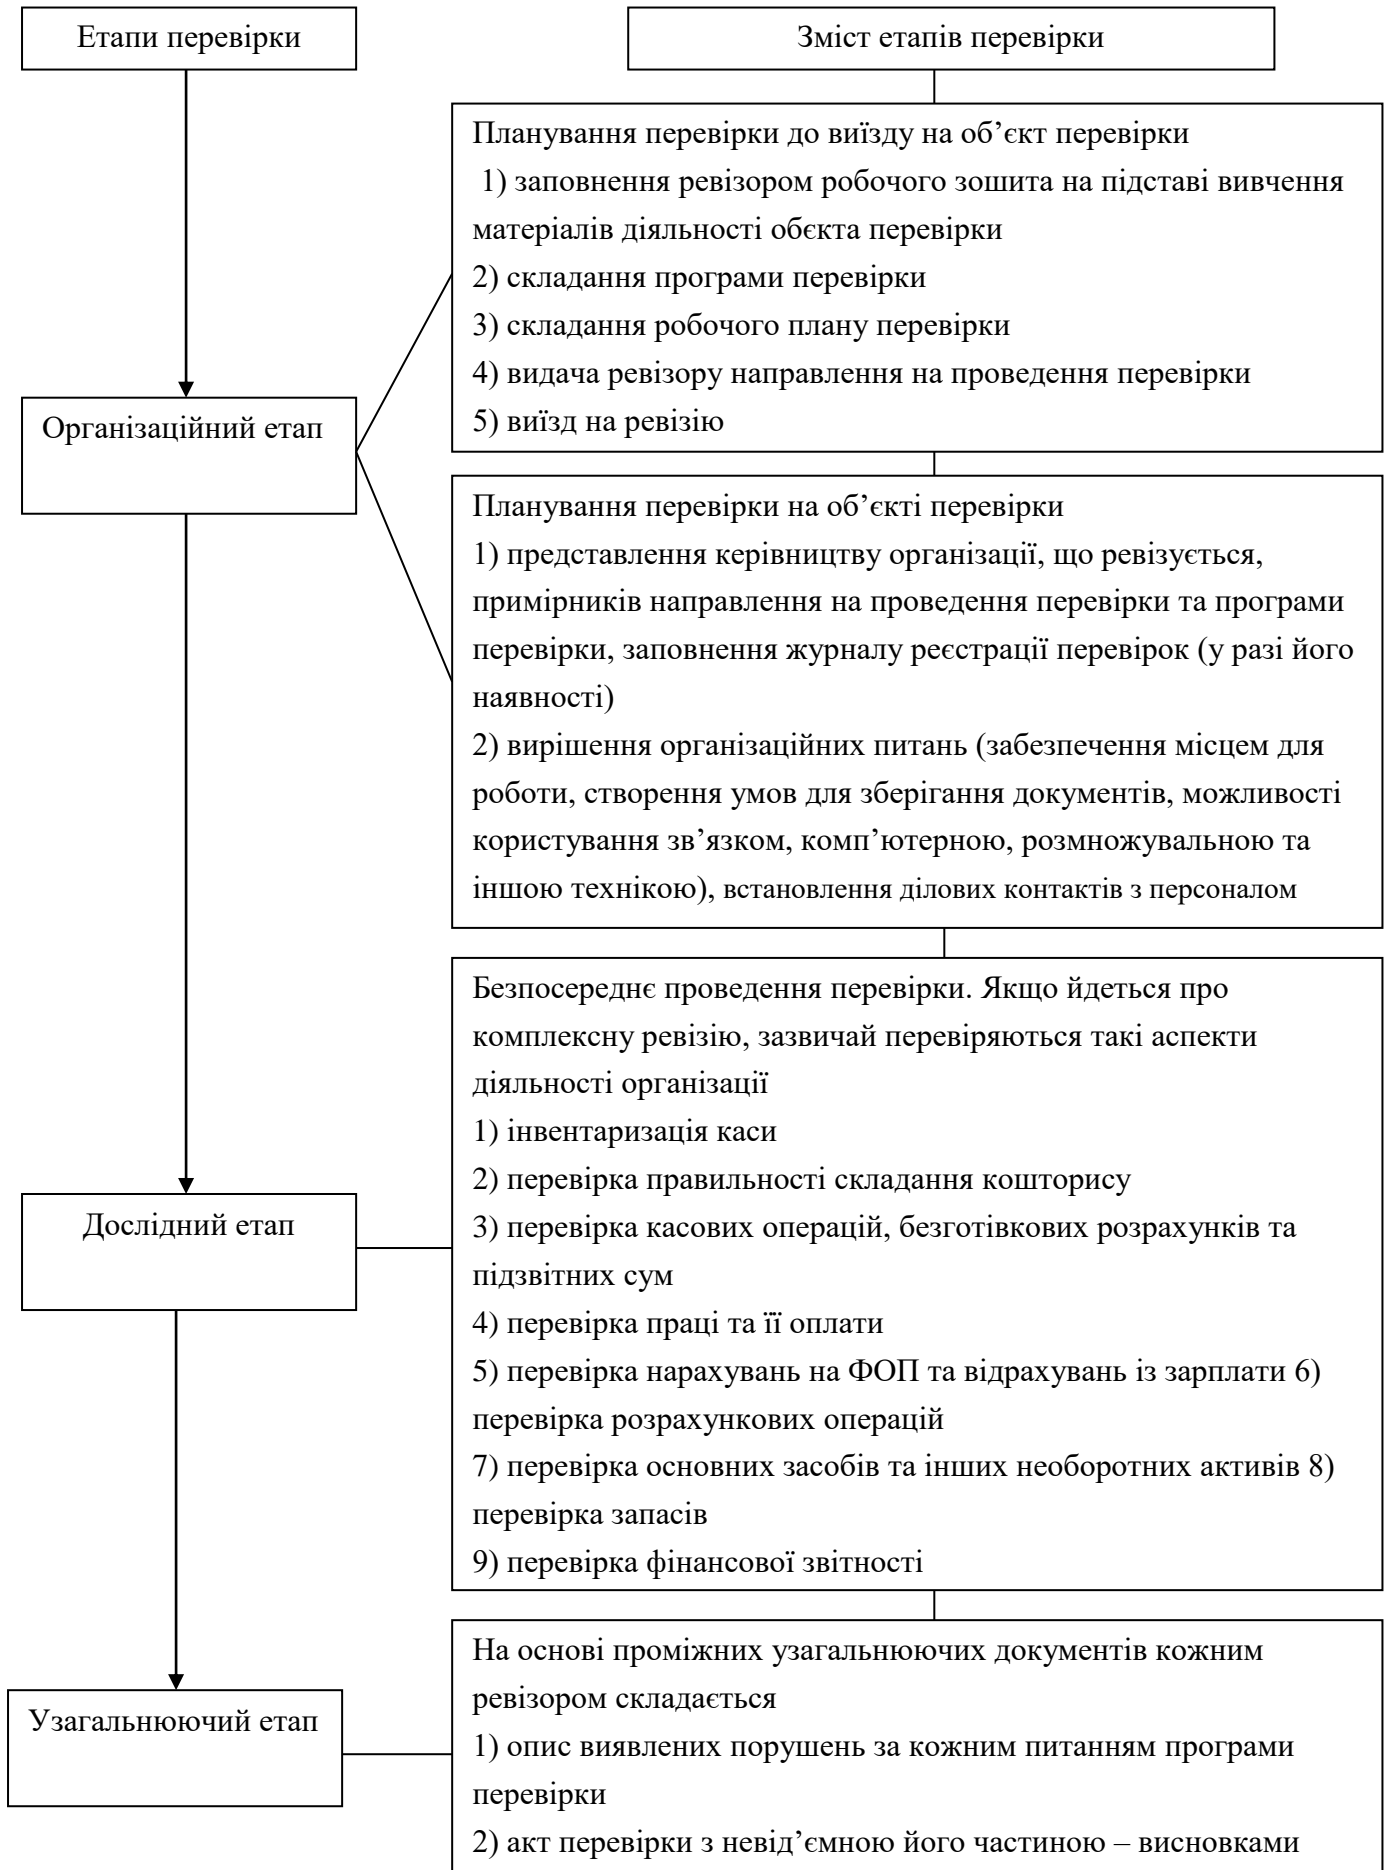 Етапи перевірки
Зміст етапів перевірки
Планування перевірки до виїзду на об’єкт перевірки
1) заповнення ревізором робочого зошита на підставі вивчення
матеріалів діяльності обєкта перевірки
2) складання програми перевірки
3) складання робочого плану перевірки
4) видача ревізору направлення на проведення перевірки
5) виїзд на ревізію
Організаційний етап
Планування перевірки на об’єкті перевірки
1) представлення керівництву організації, що ревізується,
примірників направлення на проведення перевірки та програми
перевірки, заповнення журналу реєстрації перевірок (у разі його
наявності)
2) вирішення організаційних питань (забезпечення місцем для
роботи, створення умов для зберігання документів, можливості
користування зв’язком, комп’ютерною, розмножувальною та
іншою технікою), встановлення ділових контактів з персоналом
Безпосереднє проведення перевірки. Якщо йдеться про
комплексну ревізію, зазвичай перевіряються такі аспекти
діяльності організації
1) інвентаризація каси
2) перевірка правильності складання кошторису
3) перевірка касових операцій, безготівкових розрахунків та
підзвітних сум
4) перевірка праці та її оплати
5) перевірка нарахувань на ФОП та відрахувань із зарплати 6)
перевірка розрахункових операцій
7) перевірка основних засобів та інших необоротних активів 8)
перевірка запасів
9) перевірка фінансової звітності
Дослідний етап
На основі проміжних узагальнюючих документів кожним
ревізором складається
1) опис виявлених порушень за кожним питанням програми
перевірки
2) акт перевірки з невід’ємною його частиною – висновками
Узагальнюючий етап